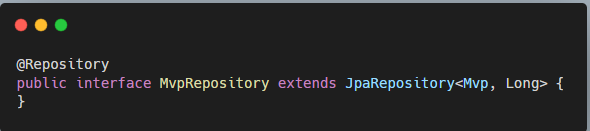 @Repository
public interface MvpRepository extends JpaRepository<Mvp, Long> {
}